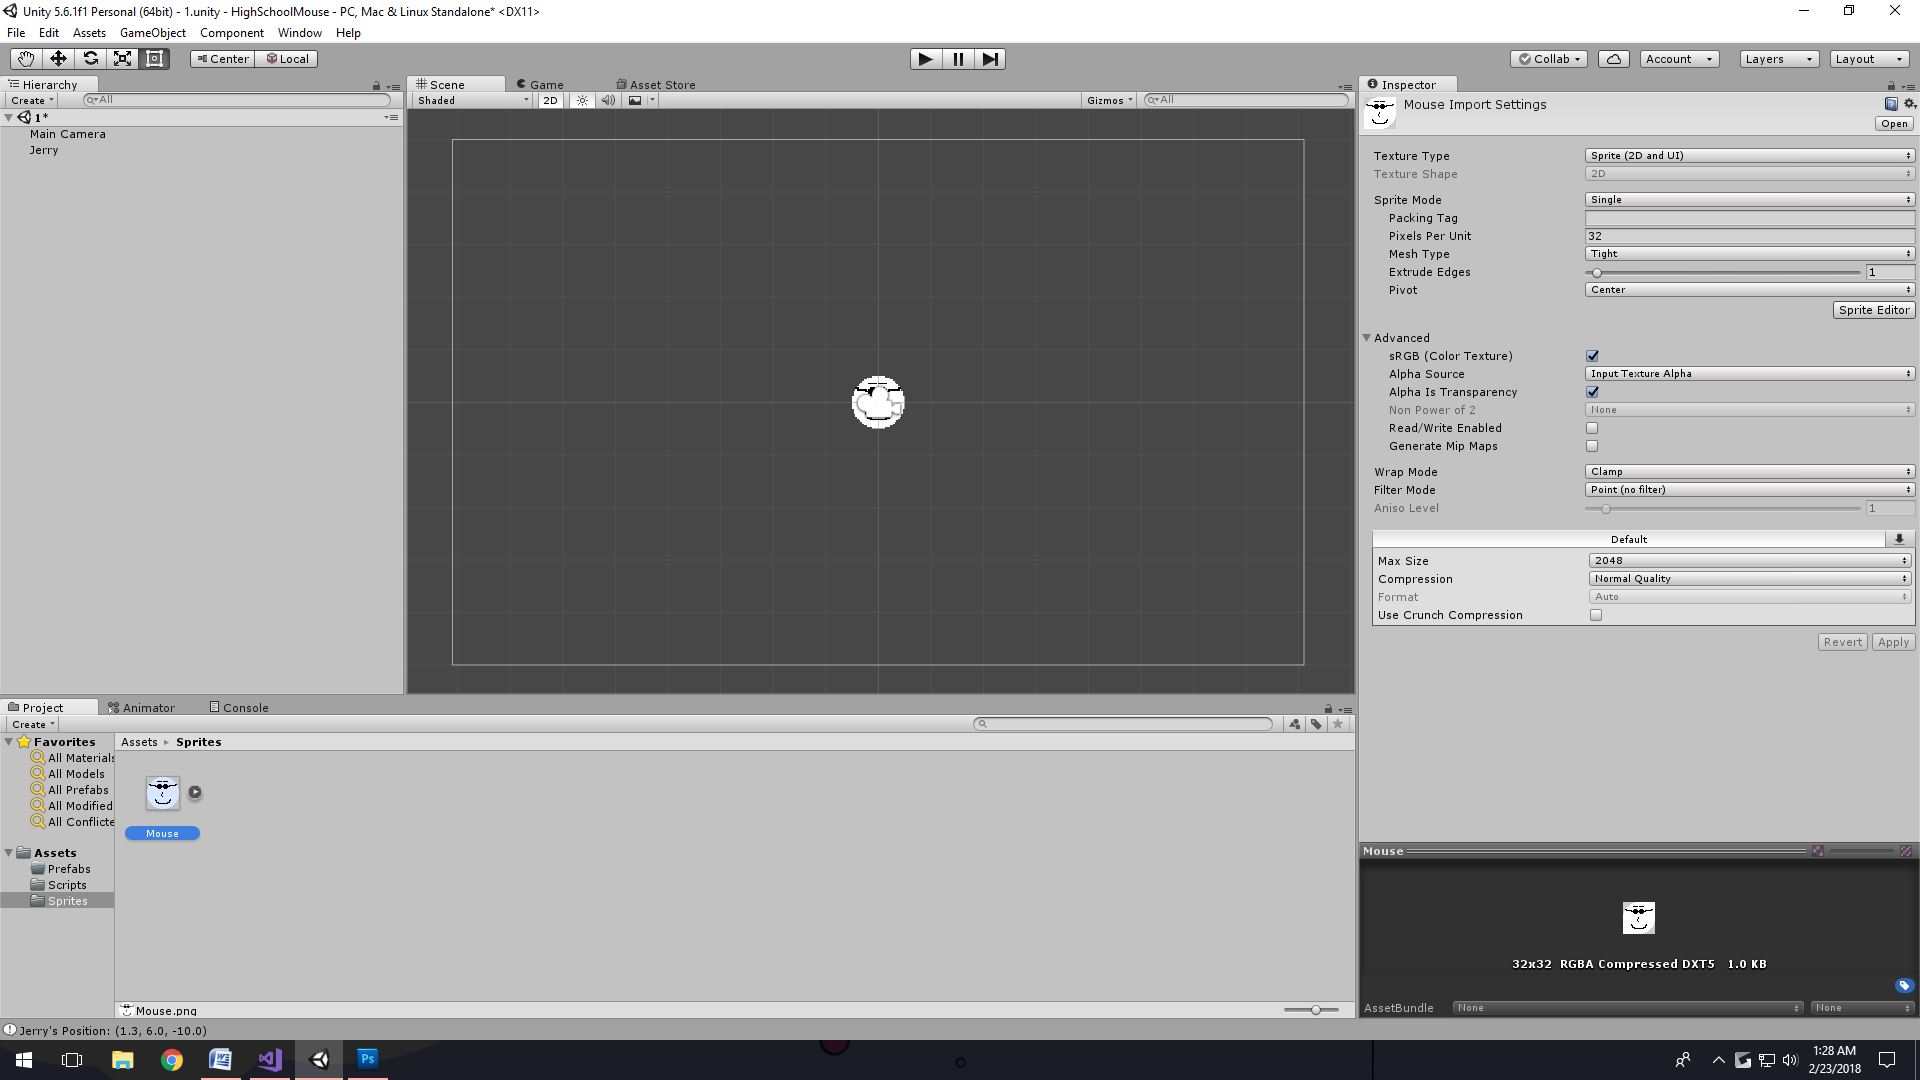 Unity 5.6.1f1 Personal (64bit) - 1.unity - HighSchoolMouse - PC, Mac & Linux Standalone* <DX11>
File Edit Assets GameObject Component Window Help
Center Local
Collab Account Layers Layout
Hierarchy
Create All
1*
Main Camera
Jerry
Scene Game Asset Store
Shaded 2D Gizmos All
Inspector
Mouse Import Settings
Open
Texture Type Sprite (2D and UI)
Texture Shape 2D
Sprite Mode Single
Packing Tag
Pixels Per Unit 32
Mesh Type Tight
Extrude Edges 1
Pivot Center
Sprite Editor
Advanced
sRGB (Color Texture)
Alpha Source Input Texture Alpha
Alpha Is Transparency
Non Power of 2 None
Read/Write Enabled
Generate Mip Maps
Wrap Mode Clamp
Filter Mode Point (no filter)
Aniso Level 1
Default
Max Size 2048
Compression Normal Quality
Format Auto
Use Crunch Compression
Revert Apply
Project Animator Console
Create
Favorites
All Materials
All Models
All Prefabs
All Modified
All Conflicte
Assets
Prefabs
Scripts
Sprites
Assets ▸ Sprites
Mouse
Mouse.png
Mouse
32x32 RGBA Compressed DXT5 1.0 KB
AssetBundle None None
Jerry's Position: (1.3, 6.0, -10.0)
Ps
1:28 AM
2/23/2018